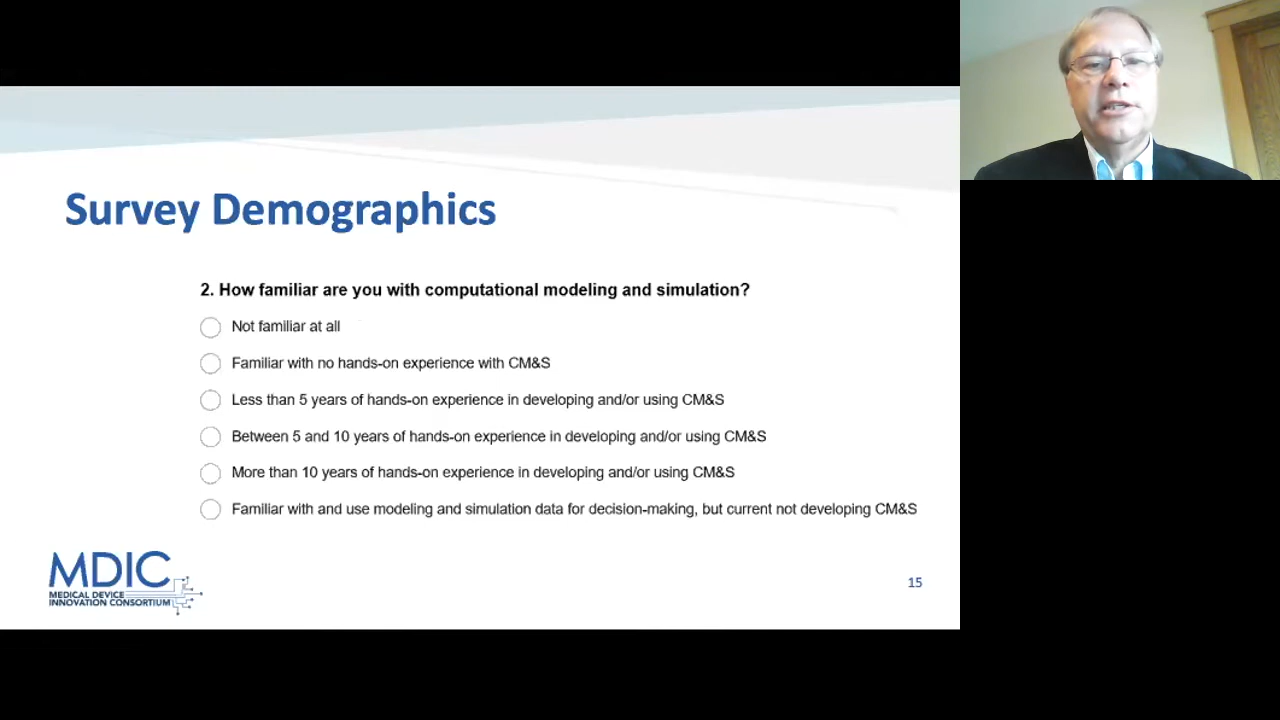 Survey Demographics
2. How familiar are you with computational modeling and simulation?
Not familiar at all
Familiar with no hands-on experience with CM&S
Less than 5 years of hands-on experience in developing and/or using CM&S
Between 5 and 10 years of hands-on experience in developing and/or using CM&S
More than 10 years of hands-on experience in developing and/or using CM&S
Familiar with and use modeling and simulation data for decision-making, but current not developing CM&S
MDIC
MEDICAL DEVICE
INNOVATION CONSORTIUM
15